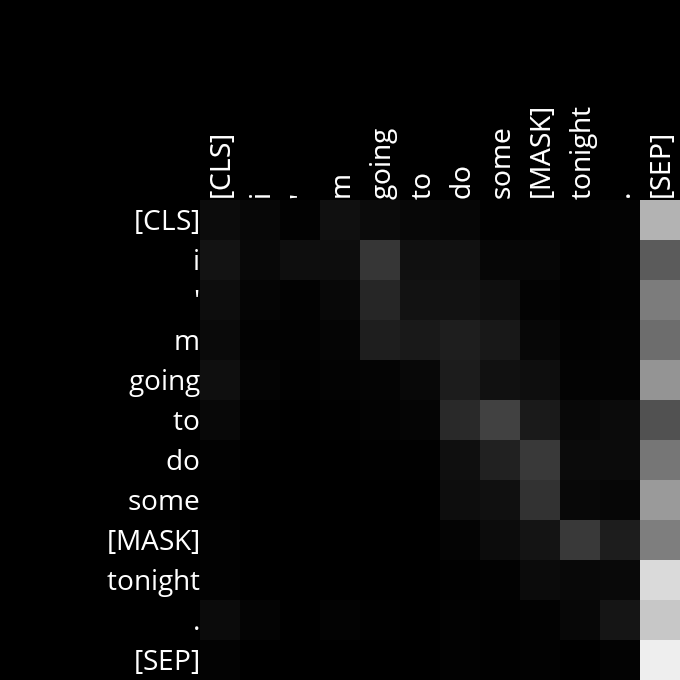 [CLS] i ' m going to do some [MASK] tonight . [SEP]
[CLS]
i
'
m
going
to
do
some
[MASK]
tonight
.
[SEP]